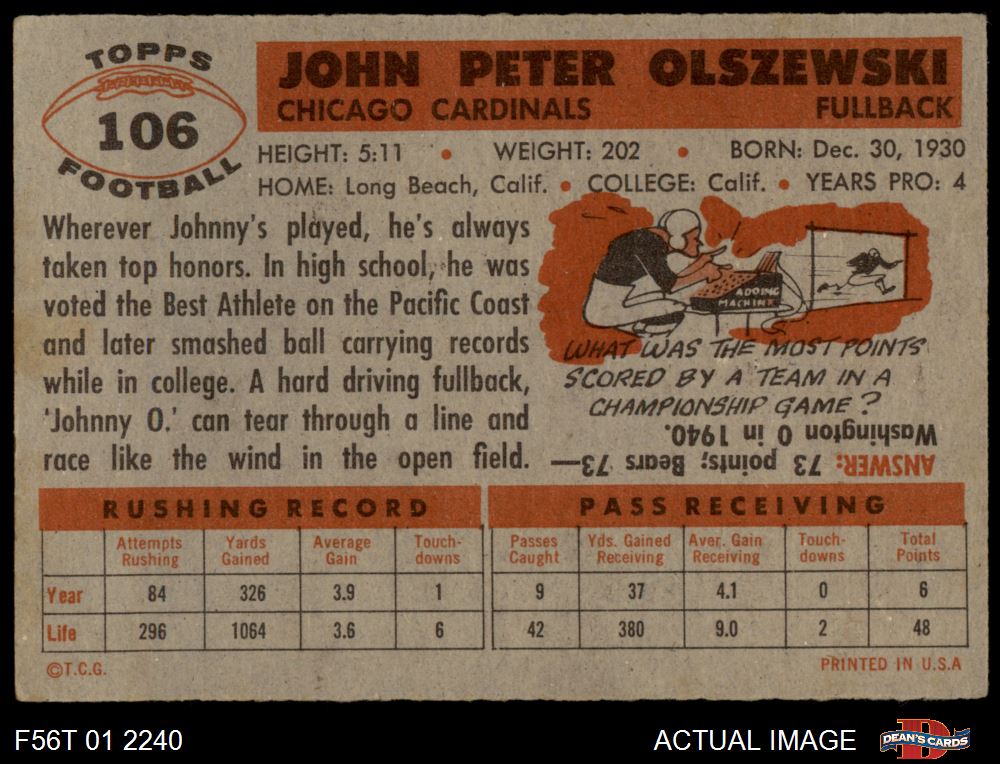 TOPPS
106
FOOTBALL
JOHN PETER OLSZEWSKI
CHICAGO CARDINALS FULLBACK
HEIGHT: 5:11 • WEIGHT: 202 • BORN: Dec. 30, 1930
HOME: Long Beach, Calif. • COLLEGE: Calif. • YEARS PRO: 4
Wherever Johnny's played, he's always
taken top honors. In high school, he was
voted the Best Athlete on the Pacific Coast
and later smashed ball carrying records
while in college. A hard driving fullback,
'Johnny O.' can tear through a line and
race like the wind in the open field.
ADDING
MACHINE
WHAT WAS THE MOST POINTS
SCORED BY A TEAM IN A
CHAMPIONSHIP GAME?
ANSWER: 73 points; Bears 73—
Washington 0 in 1940.
RUSHING RECORD PASS RECEIVING
Attempts Yards Average Touch- Passes Yds. Gained Aver. Gain Touch- Total
Rushing Gained Gain downs Caught Receiving Receiving downs Points
Year 84 326 3.9 1 9 37 4.1 0 6
Life 296 1064 3.6 6 42 380 9.0 2 48
©T.C.G. PRINTED IN U.S.A
F56T 01 2240 ACTUAL IMAGE DEAN'S CARDS